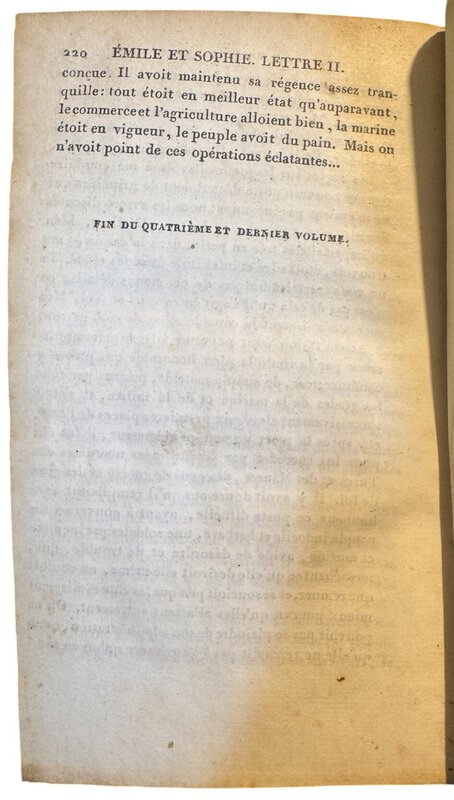 220 ÉMILE ET SOPHIE. LETTRE II.
conçue. Il avoit maintenu sa régence assez tran-
quille: tout étoit en meilleur état qu'auparavant,
le commerce et l'agriculture alloient bien, la marine
étoit en vigueur, le peuple avoit du pain. Mais on
n'avoit point de ces opérations éclatantes...
FIN DU QUATRIÈME ET DERNIER VOLUME.